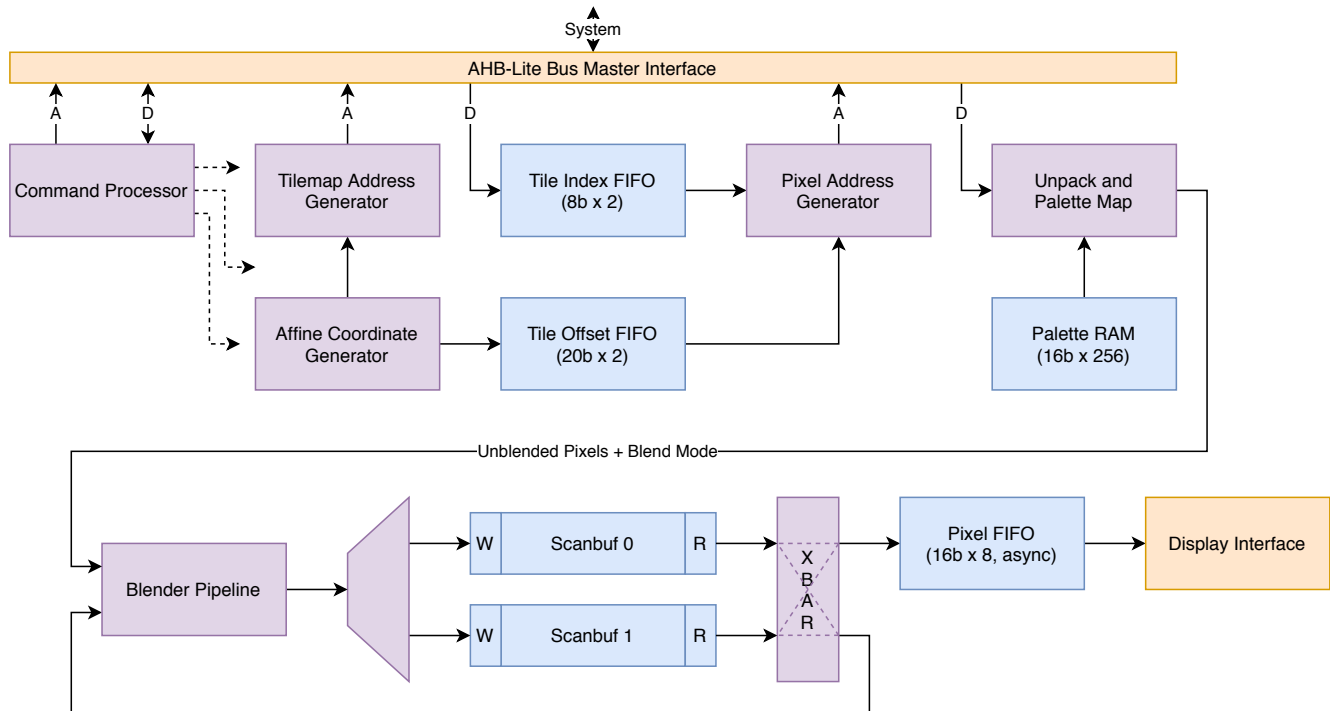 System
AHB-Lite Bus Master Interface
A
D
A
D
A
D
Command Processor
Tilemap Address
Generator
Tile Index FIFO
(8b x 2)
Pixel Address
Generator
Unpack and
Palette Map
Affine Coordinate
Generator
Tile Offset FIFO
(20b x 2)
Palette RAM
(16b x 256)
Unblended Pixels + Blend Mode
Blender Pipeline
W
Scanbuf 0
R
W
Scanbuf 1
R
X
B
A
R
Pixel FIFO
(16b x 8, async)
Display Interface